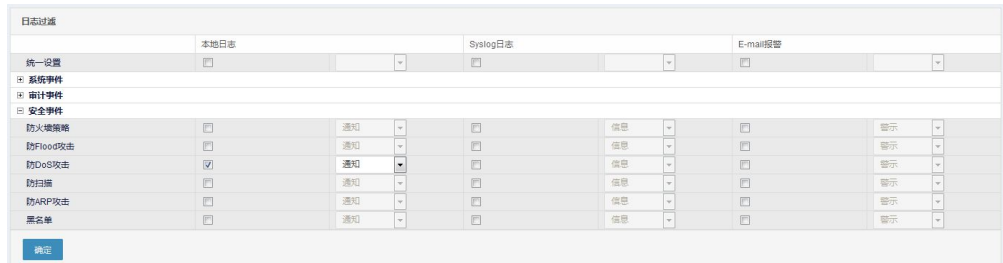 日志过滤
本地日志 Syslog日志 E-mail报警
统一设置
系统事件
审计事件
安全事件
防火墙策略 通知 信息 警示
防Flood攻击 通知 信息 警示
防DoS攻击 通知 信息 警示
防扫描 通知 信息 警示
防ARP攻击 通知 信息 警示
黑名单 通知 信息 警示
确定